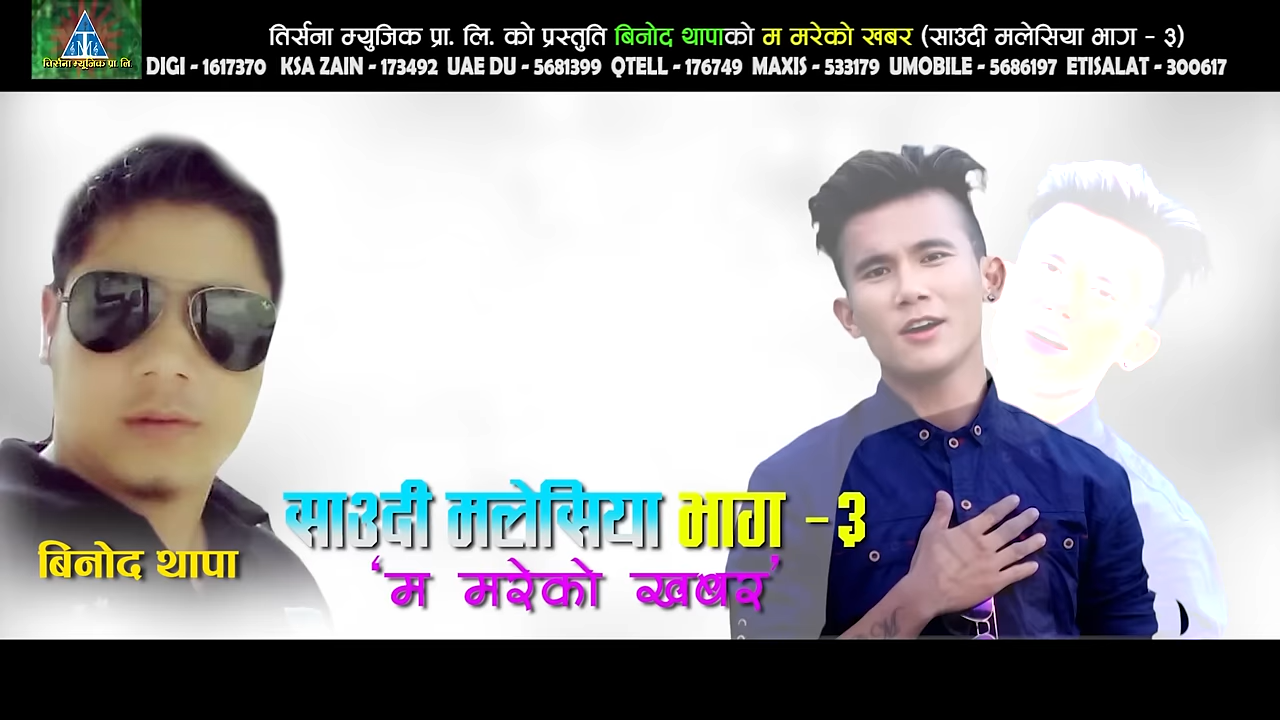 तिर्सना म्युजिक प्रा. लि. को प्रस्तुति बिनोद थापाको म मरेको खबर (साउदी मलेसिया भाग - ३)
तिर्सना म्यूजिक प्रा. लि.
DIGI - 1617370 KSA ZAIN - 173492 UAE DU - 5681399 QTELL - 176749 MAXIS - 533179 UMOBILE - 5686197 ETISALAT - 300617
साउदी मलेसिया भाग - ३
बिनोद थापा
'म मरेको खबर'